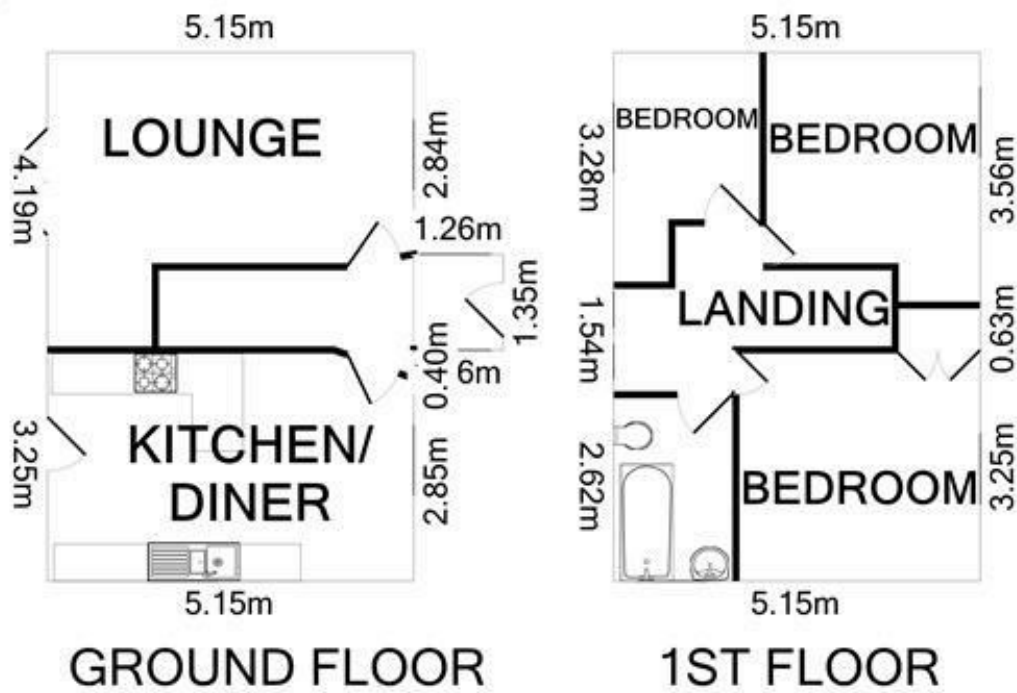 5.15m
LOUNGE
4.19m
2.84m
1.26m
1.35m
0.40m
6m
3.25m
KITCHEN/
DINER
2.85m
5.15m
GROUND FLOOR
5.15m
BEDROOM
BEDROOM
3.28m
3.56m
LANDING
1.54m
0.63m
2.62m
BEDROOM
3.25m
5.15m
1ST FLOOR